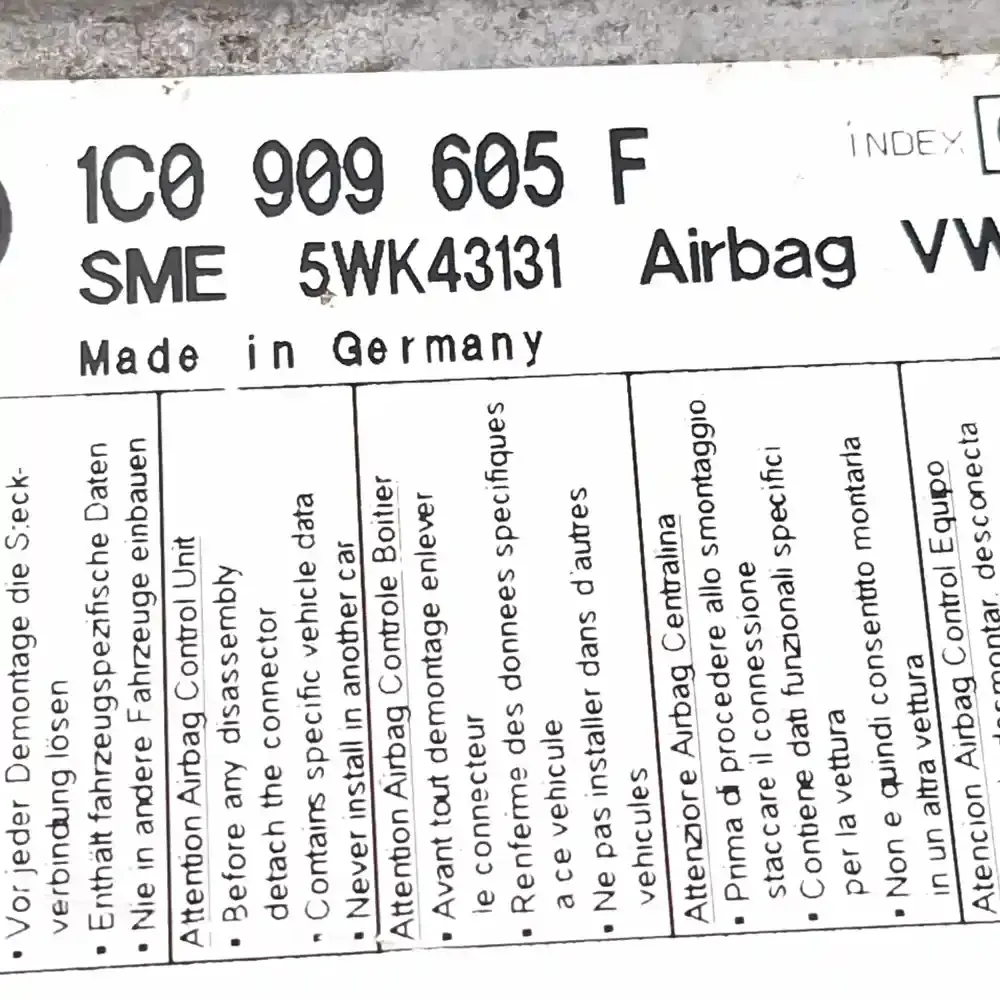 1C0 909 605 F
INDEX
SME 5WK43131 Airbag VW
Made in Germany
• Vor jeder Demontage die Steck-
verbindung lösen
• Enthält fahrzeugspezifische Daten
• Nie in andere Fahrzeuge einbauen
Attention Airbag Control Unit
• Before any disassembly
detach the connector
• Contains specific vehicle data
• Never install in another car
Attention Airbag Controle Boitier
• Avant tout demontage enlever
le connecteur
• Renferme des donnees specifiques
a ce vehicule
• Ne pas installer dans d'autres
vehicules
Attenzione Airbag Centralina
• Prima di procedere allo smontaggio
staccare il connessione
• Contiene dati funzionali specifici
per la vettura
• Non e quindi consentito montarla
in un altra vettura
Atencion Airbag Control Equipo
desmontar, desconecta